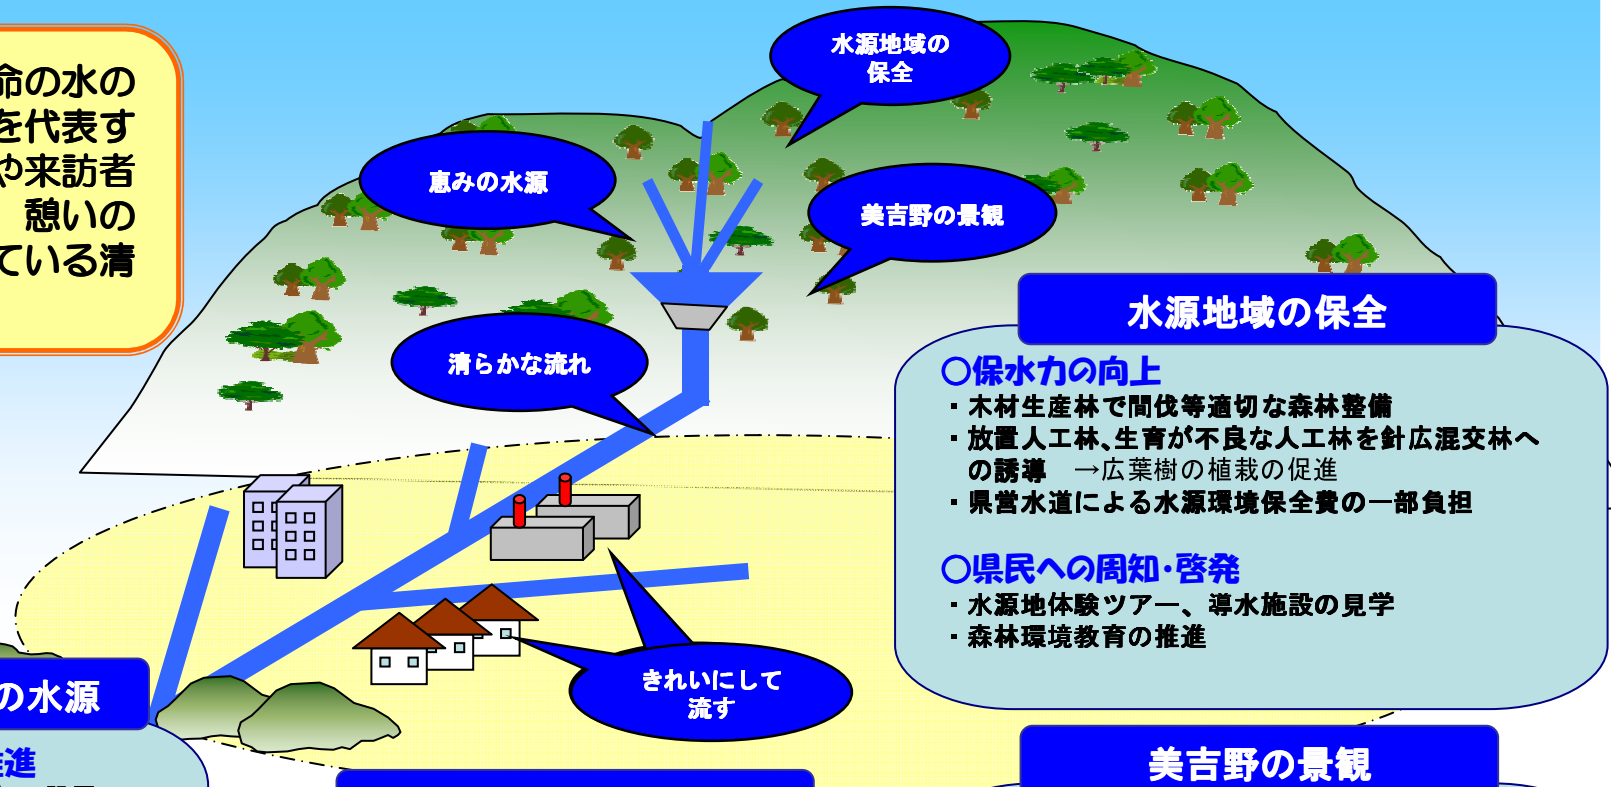 命の水の
を代表す
や来訪者
憩いの
ている清
水源地域の
保全
恵みの水源
美吉野の景観
清らかな流れ
きれいにして
流す
水源地域の保全
○保水力の向上
・木材生産林で間伐等適切な森林整備
・放置人工林、生育が不良な人工林を針広混交林へ
の誘導　→広葉樹の植栽の促進
・県営水道による水源環境保全費の一部負担
○県民への周知・啓発
・水源地体験ツアー、導水施設の見学
・森林環境教育の推進
の水源
進
美吉野の景観